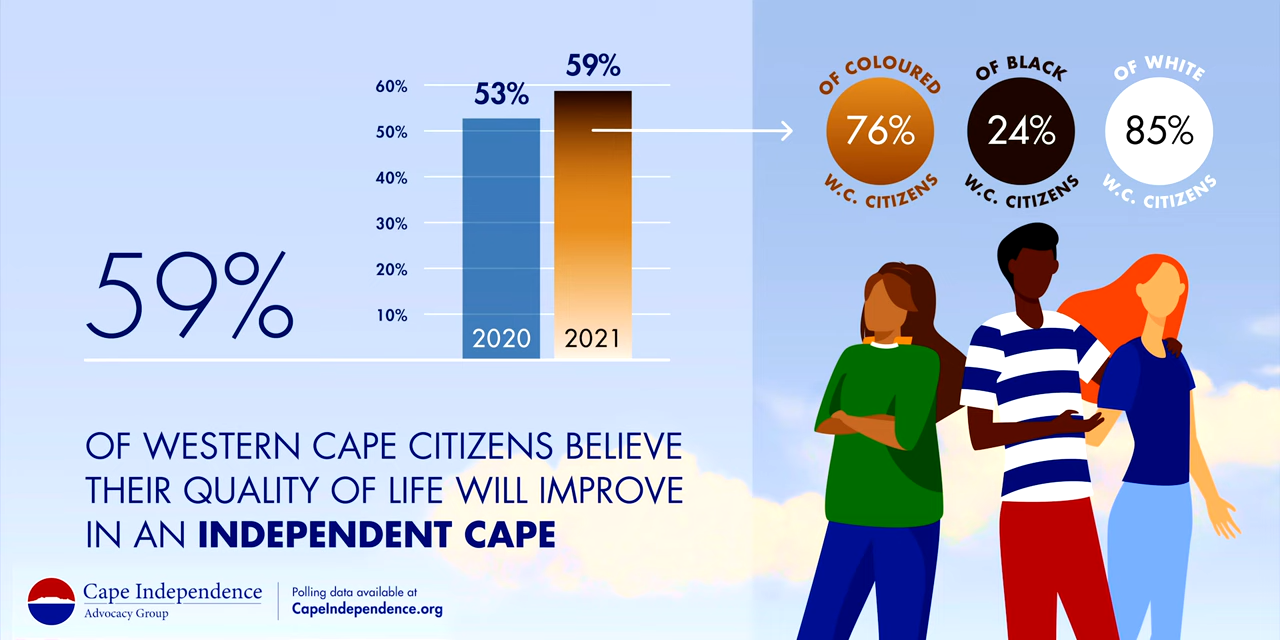 59%
OF WESTERN CAPE CITIZENS BELIEVE
THEIR QUALITY OF LIFE WILL IMPROVE
IN AN INDEPENDENT CAPE
60%
50%
40%
30%
20%
10%
53%
59%
2020
2021
OF COLOURED
76%
W.C. CITIZENS
OF BLACK
24%
W.C. CITIZENS
OF WHITE
85%
W.C. CITIZENS
Cape Independence
Advocacy Group
Polling data available at
CapeIndependence.org